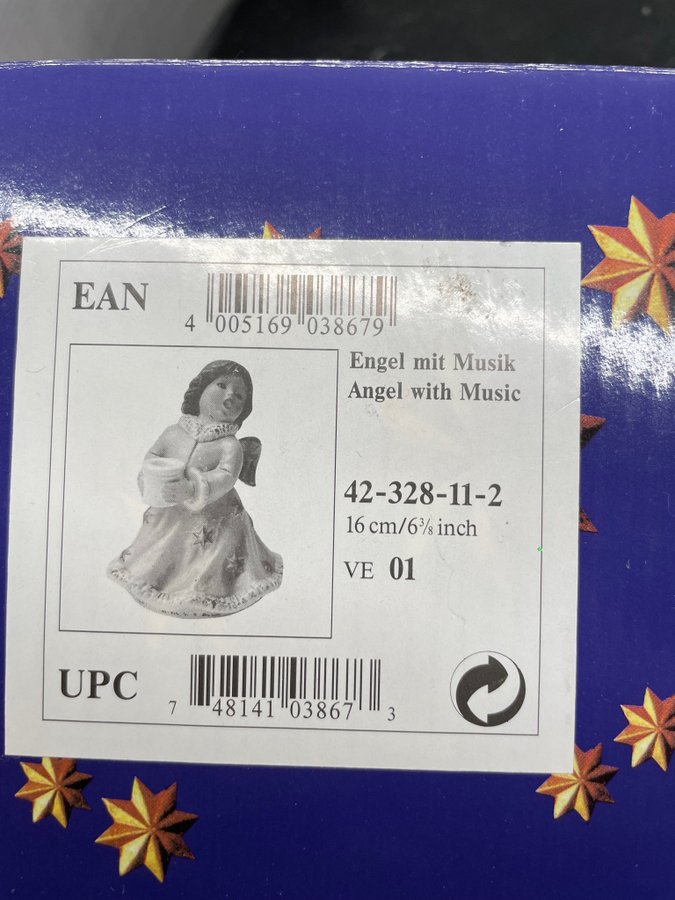 EAN
4 005169 038679
Engel mit Musik
Angel with Music
42-328-11-2
16 cm/6⅜ inch
VE 01
UPC
7 48141 03867 3